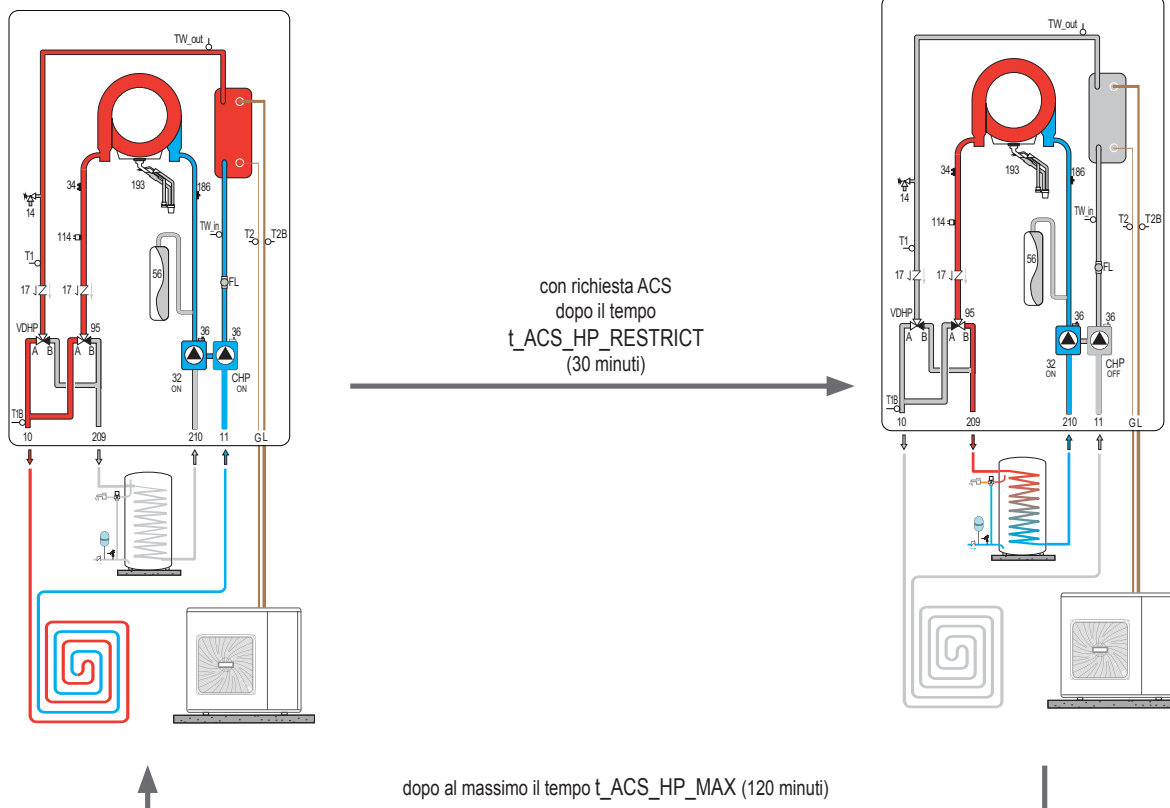 TW_out
193
34
186
14
TW_in
114
T2
T2B
T1
56
FL
17
17
VDHP
95
36
36
A
B
A
B
32
ON
CHP
ON
T1B
10
209
210
11
G L
con richiesta ACS
dopo il tempo
t_ACS_HP_RESTRICT
(30 minuti)
TW_out
193
34
186
14
TW_in
114
T2
T2B
T1
56
FL
17
17
VDHP
95
36
36
A
B
A
B
32
ON
CHP
OFF
T1B
10
209
210
11
G L
dopo al massimo il tempo t_ACS_HP_MAX (120 minuti)